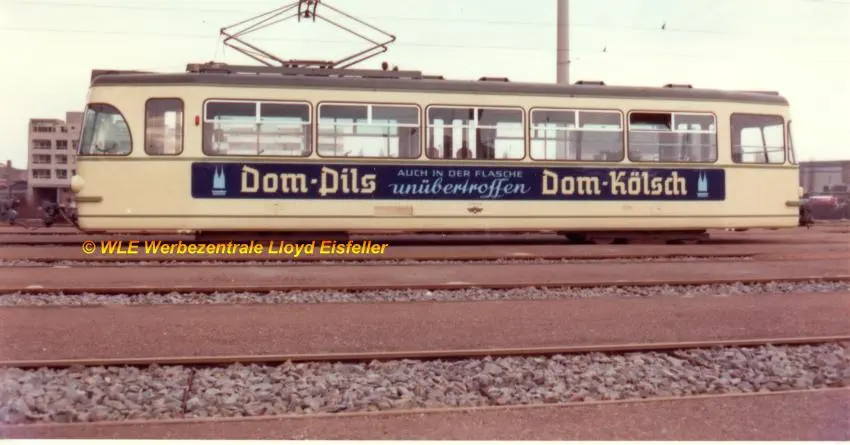 Dom-Pils AUCH IN DER FLASCHE Dom-Kölsch
unübertroffen
© WLE Werbezentrale Lloyd Eisfeller